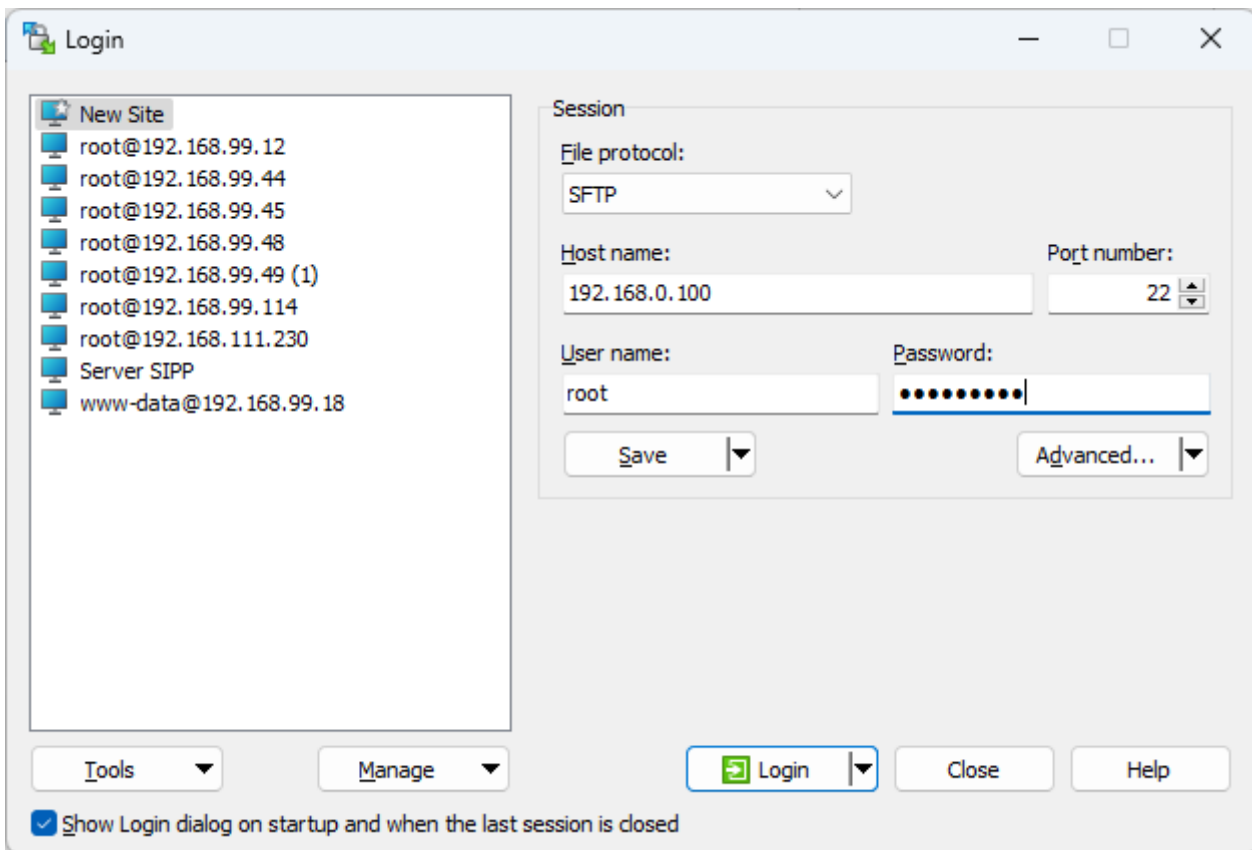 Login
New Site
root@192.168.99.12
root@192.168.99.44
root@192.168.99.45
root@192.168.99.48
root@192.168.99.49 (1)
root@192.168.99.114
root@192.168.111.230
Server SIPP
www-data@192.168.99.18
Session
File protocol:
SFTP
Host name: Port number:
192.168.0.100 22
User name: Password:
root ●●●●●●●●●
Save Advanced...
Tools Manage Login Close Help
Show Login dialog on startup and when the last session is closed